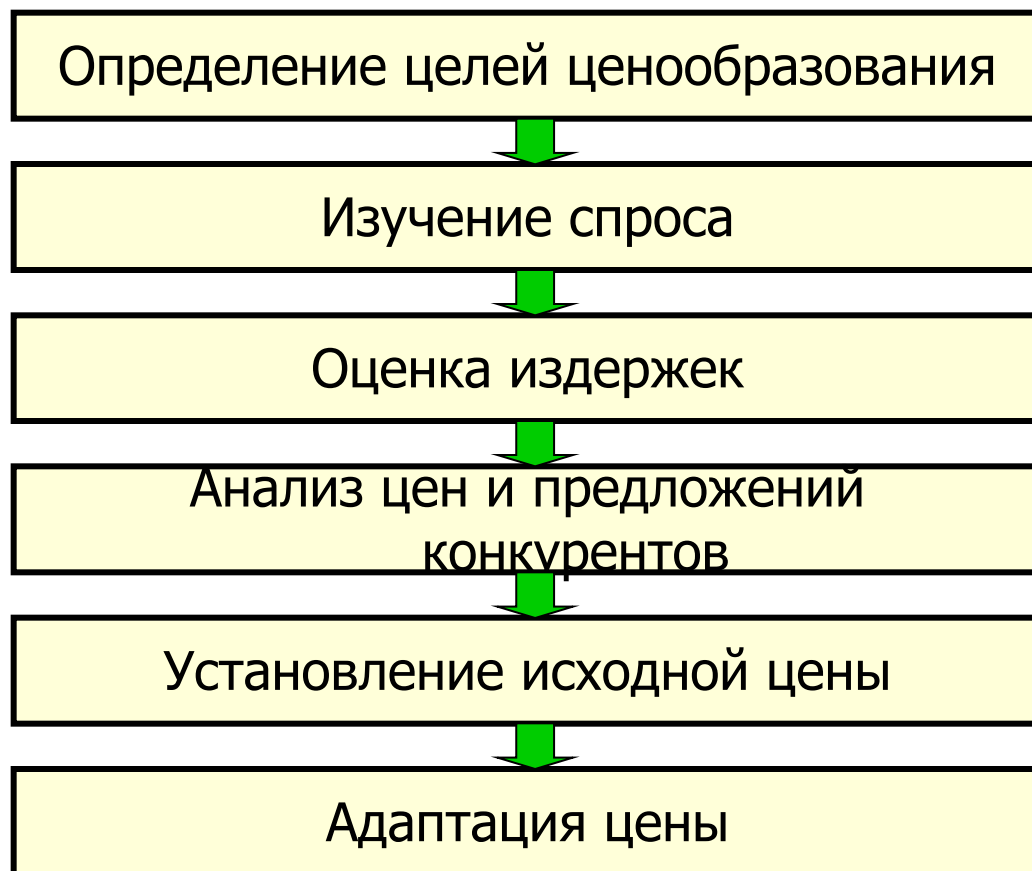 Определение целей ценообразования
Изучение спроса
Оценка издержек
Анализ цен и предложений
конкурентов
Установление исходной цены
Адаптация цены